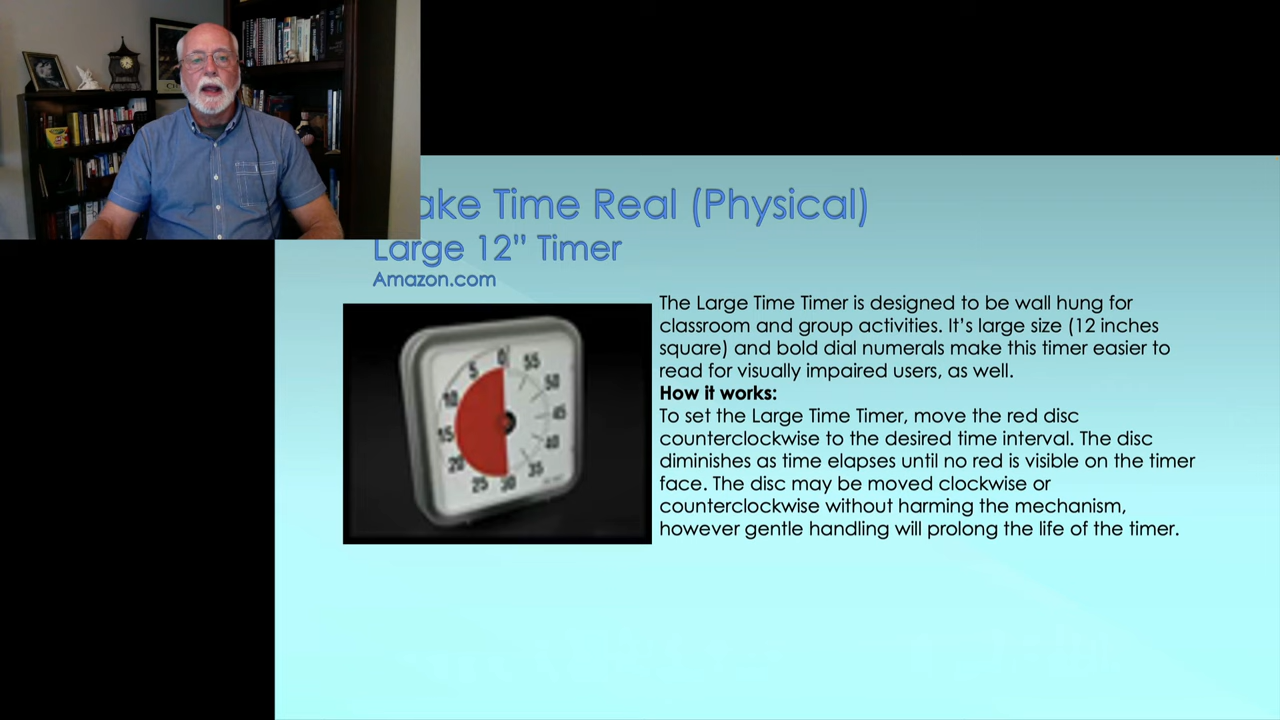 ake Time Real (Physical)
Large 12” Timer
Amazon.com
The Large Time Timer is designed to be wall hung for
classroom and group activities. It’s large size (12 inches
square) and bold dial numerals make this timer easier to
read for visually impaired users, as well.
How it works:
To set the Large Time Timer, move the red disc
counterclockwise to the desired time interval. The disc
diminishes as time elapses until no red is visible on the timer
face. The disc may be moved clockwise or
counterclockwise without harming the mechanism,
however gentle handling will prolong the life of the timer.
0
55
50
45
40
35
30
25
20
15
10
5